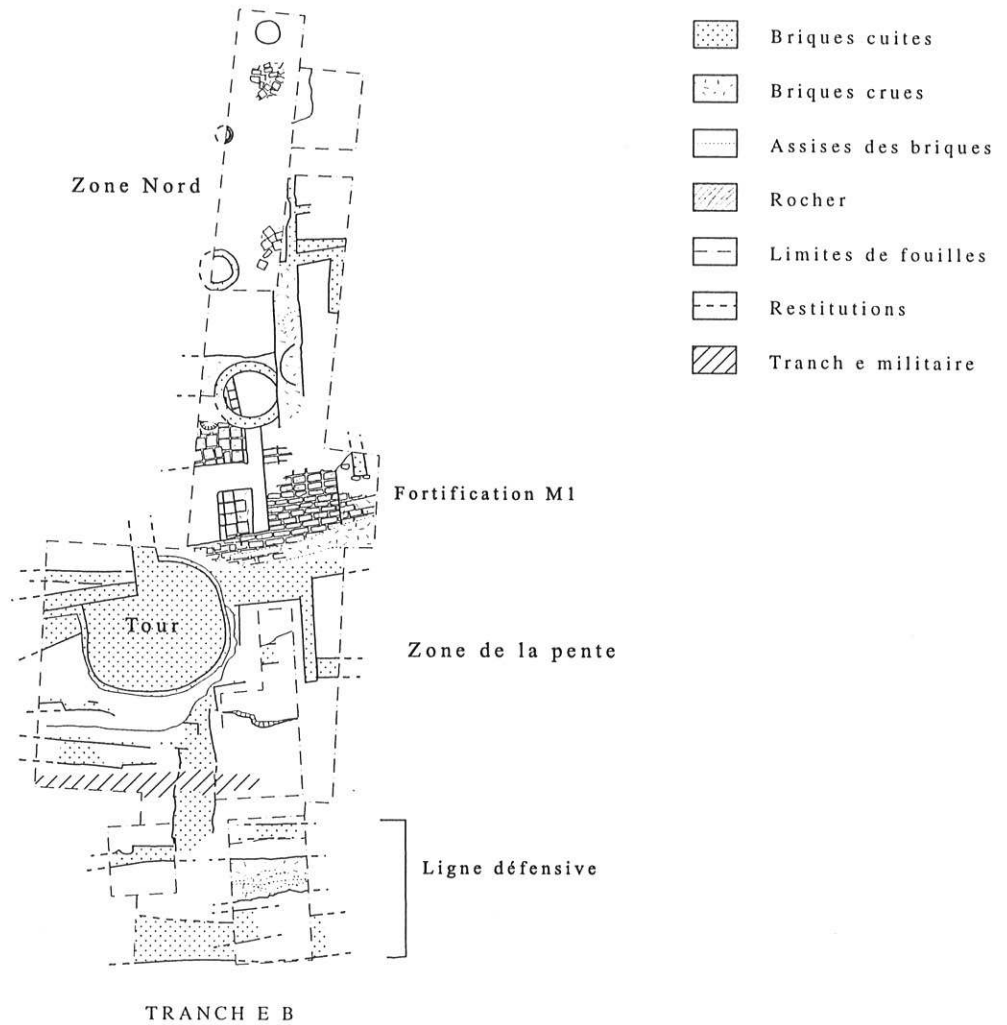 Briques cuites
Briques crues
Assises des briques
Rocher
Limites de fouilles
Restitutions
Tranch e militaire
Zone Nord
Fortification M1
Tour
Zone de la pente
Ligne défensive
TRANCH E B